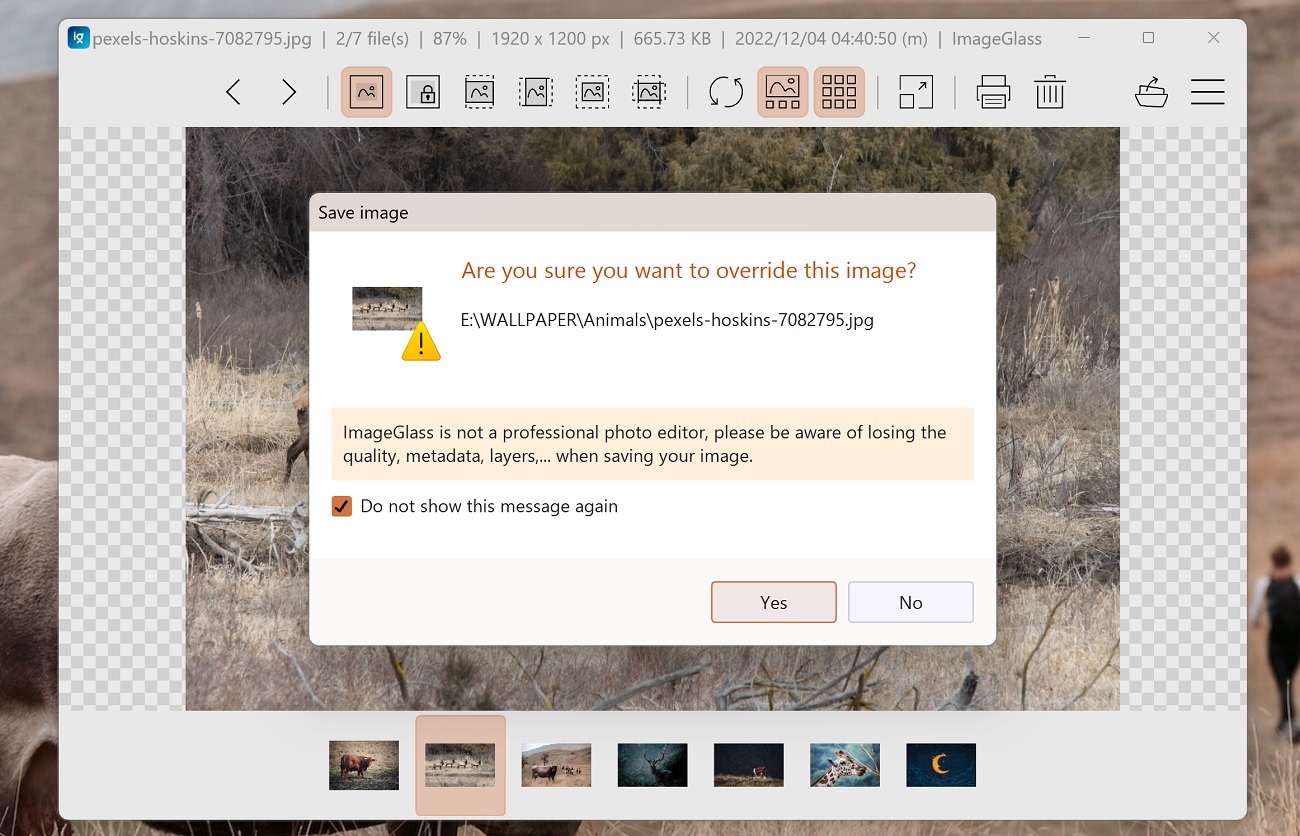 pexels-hoskins-7082795.jpg | 2/7 file(s) | 87% | 1920 x 1200 px | 665.73 KB | 2022/12/04 04:40:50 (m) | ImageGlass
Save image
Are you sure you want to override this image?
E:\WALLPAPER\Animals\pexels-hoskins-7082795.jpg
ImageGlass is not a professional photo editor, please be aware of losing the
quality, metadata, layers,... when saving your image.
Do not show this message again
Yes No